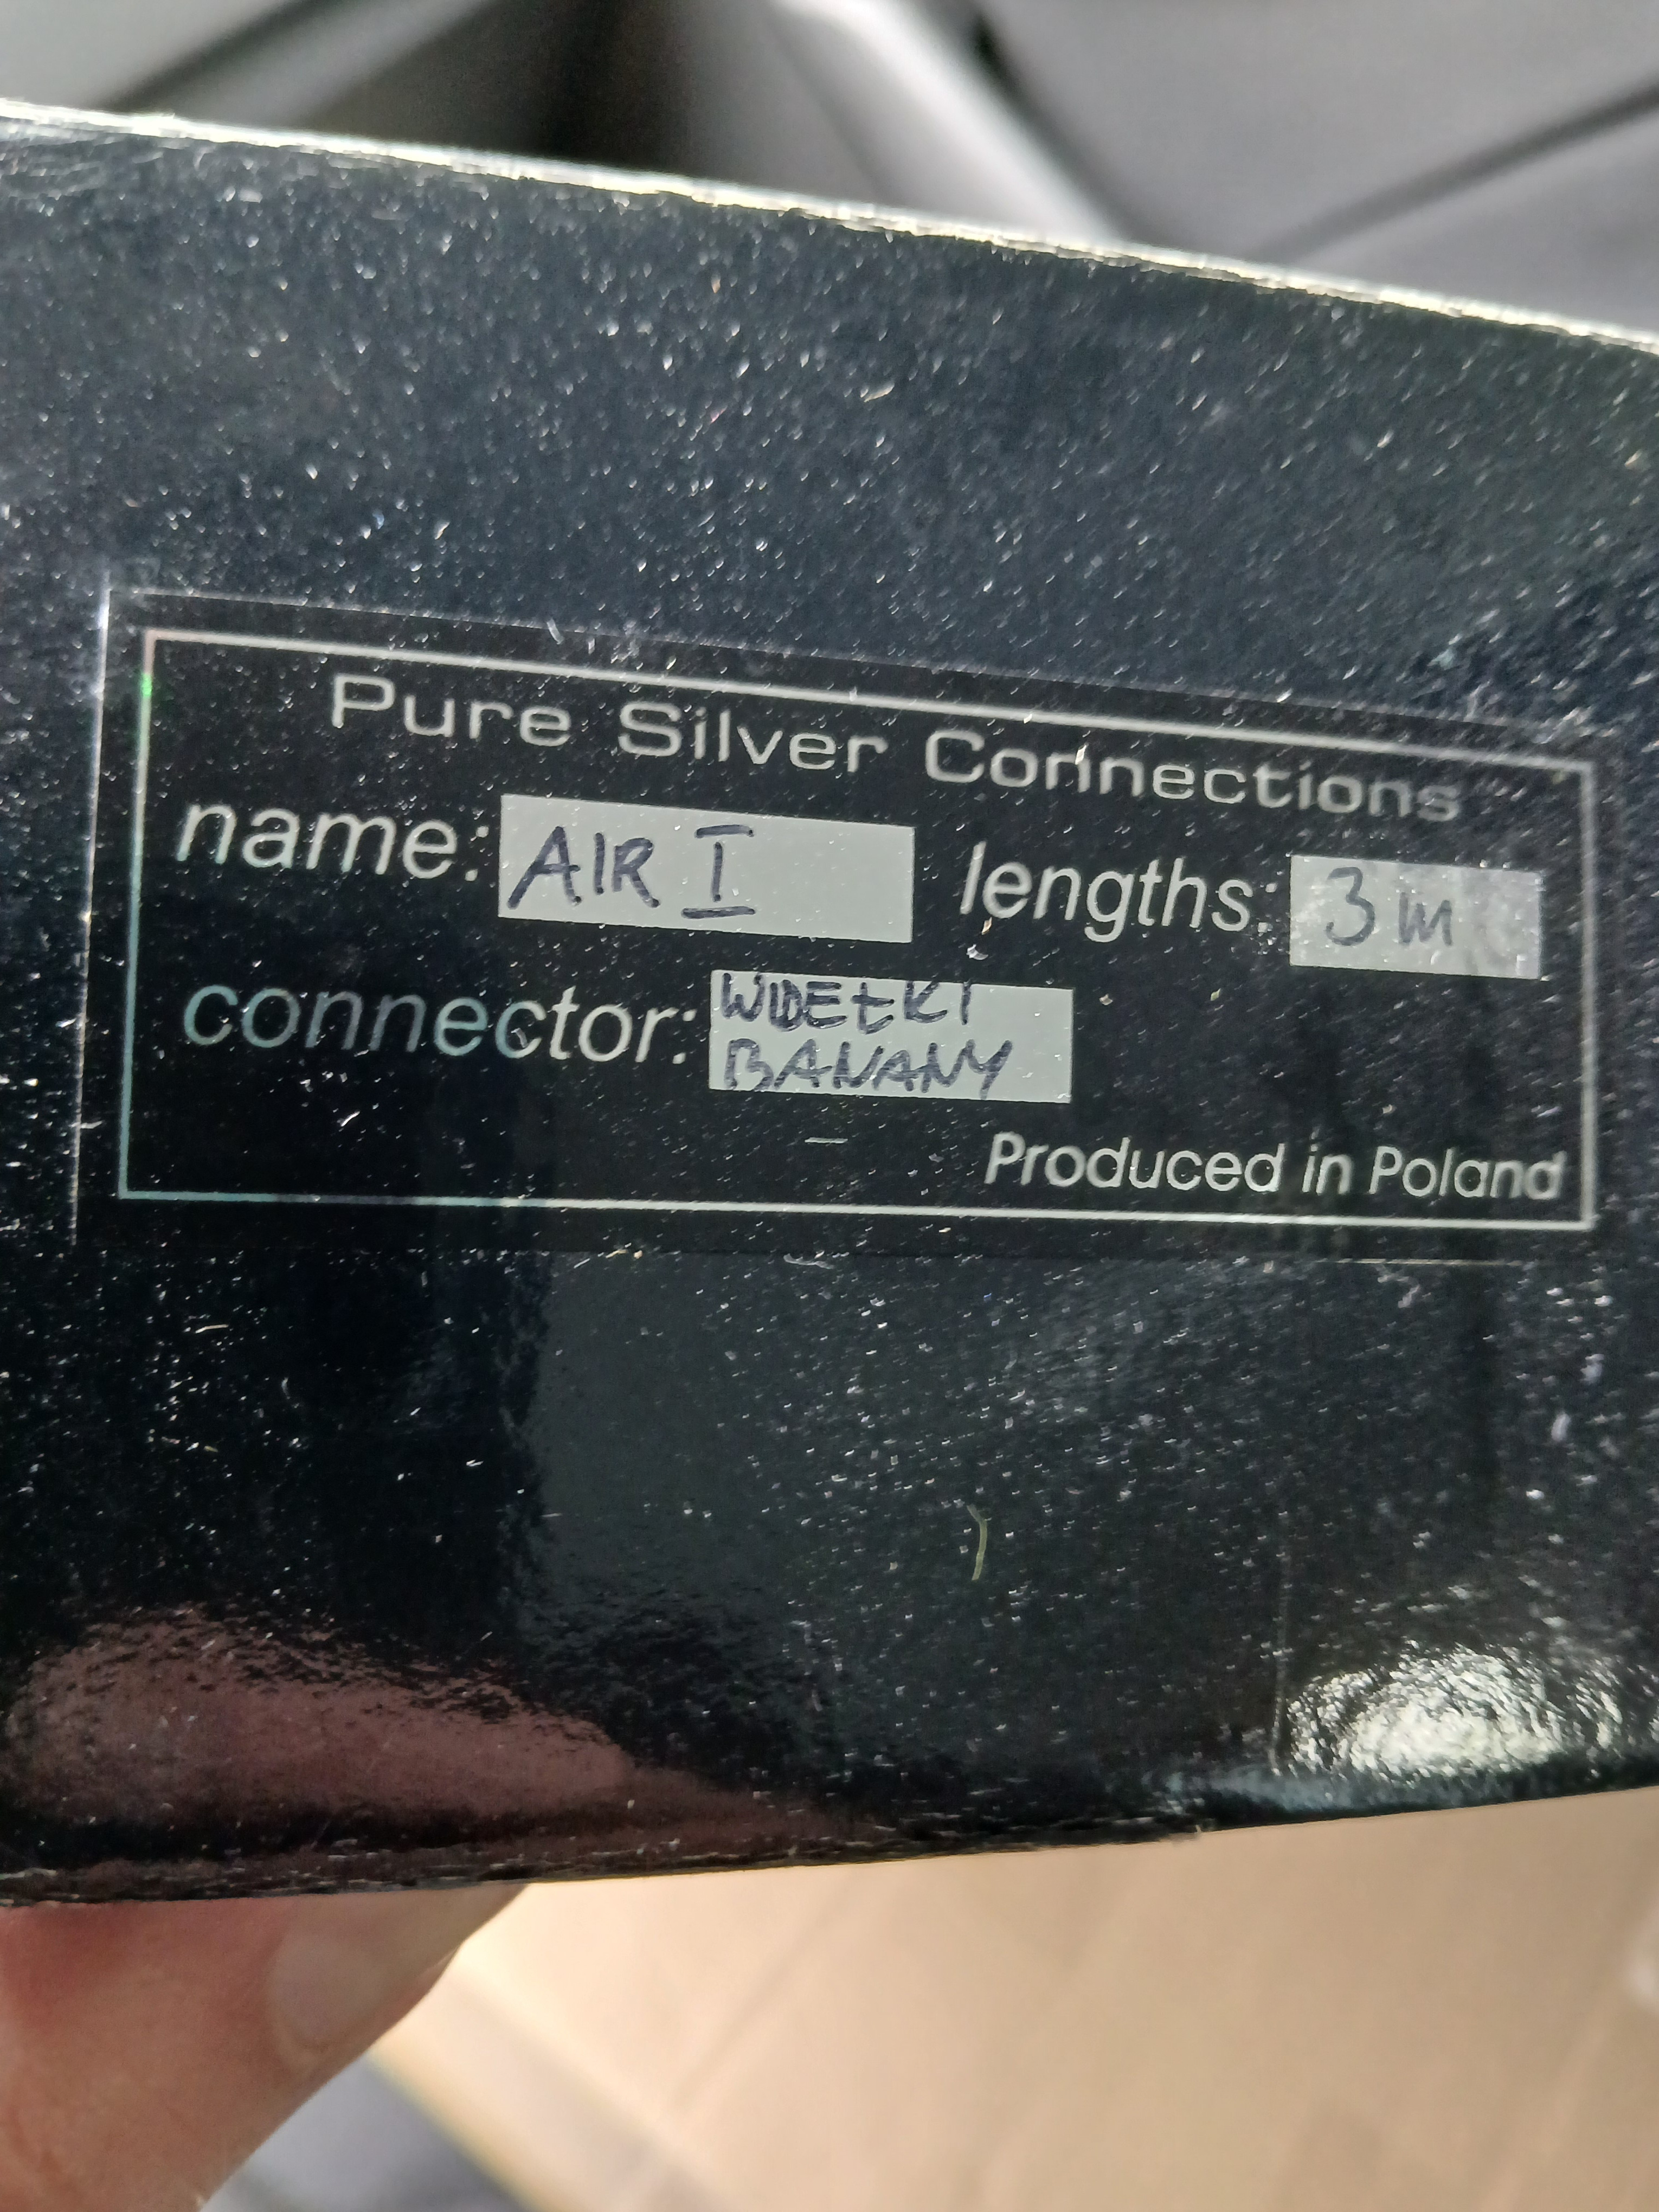 Pure Silver Connections
name: AIR I lengths: 3 m
connector: WIDEŁKI
BANANY
Produced in Poland